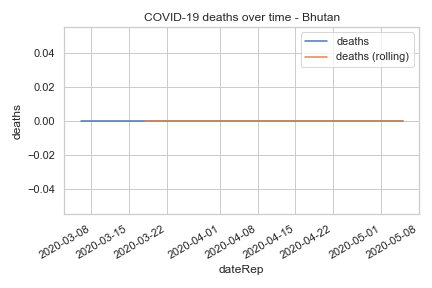 COVID-19 deaths over time - Bhutan
deaths
deaths (rolling)
0.04
0.02
0.00
−0.02
−0.04
deaths
2020-03-08
2020-03-15
2020-03-22
2020-04-01
2020-04-08
2020-04-15
2020-04-22
2020-05-01
2020-05-08
dateRep